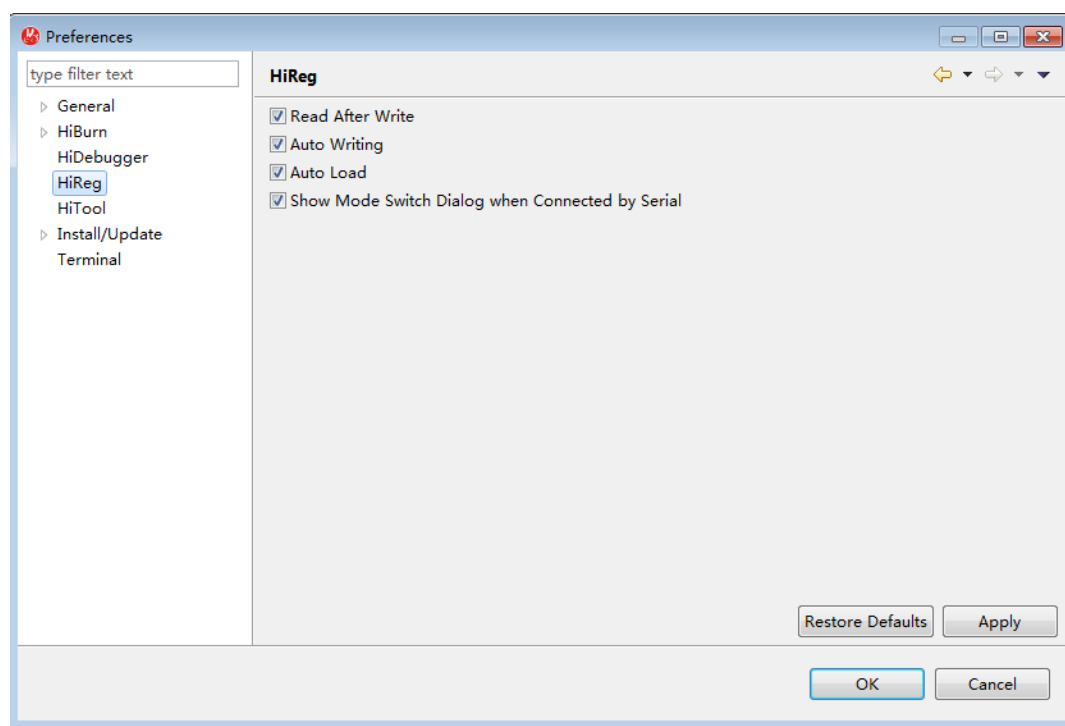 Preferences
type filter text
General
HiBurn
HiDebugger
HiReg
HiTool
Install/Update
Terminal
HiReg
Read After Write
Auto Writing
Auto Load
Show Mode Switch Dialog when Connected by Serial
Restore Defaults
Apply
OK
Cancel